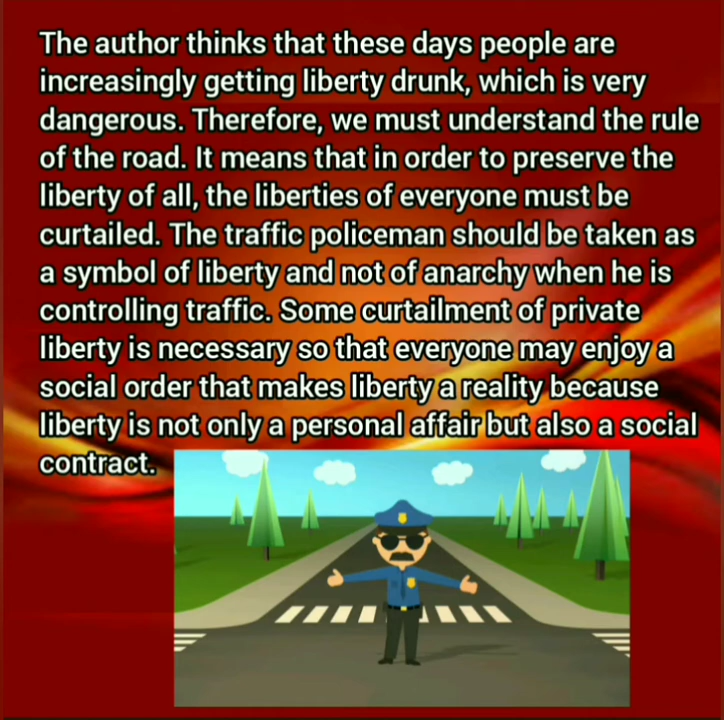 The author thinks that these days people are
increasingly getting liberty drunk, which is very
dangerous. Therefore, we must understand the rule
of the road. It means that in order to preserve the
liberty of all, the liberties of everyone must be
curtailed. The traffic policeman should be taken as
a symbol of liberty and not of anarchy when he is
controlling traffic. Some curtailment of private
liberty is necessary so that everyone may enjoy a
social order that makes liberty a reality because
liberty is not only a personal affair but also a social
contract.